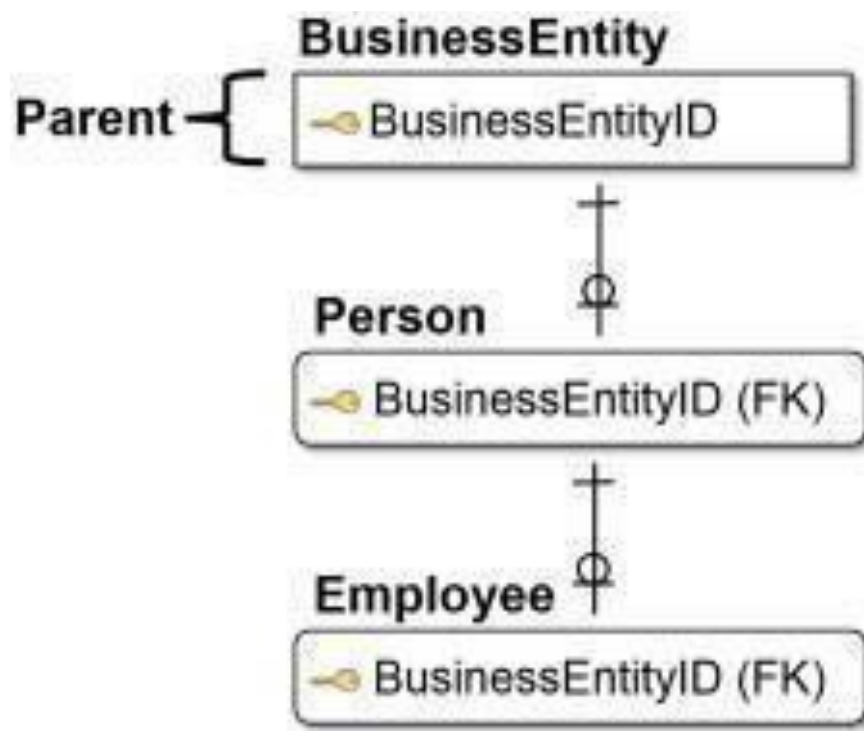 BusinessEntity
Parent
BusinessEntityID
Person
BusinessEntityID (FK)
Employee
BusinessEntityID (FK)